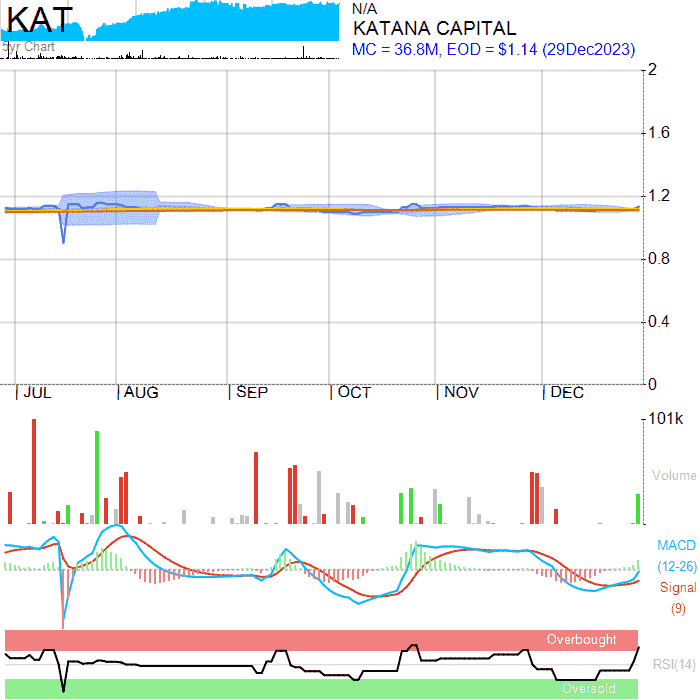 KAT
5yr Chart
N/A
KATANA CAPITAL
MC = 36.8M, EOD = $1.14 (29Dec2023)
2
1.6
1.2
0.8
0.4
0
JUL AUG SEP OCT NOV DEC
101k
Volume
MACD
(12-26)
Signal
(9)
Overbought
RSI(14)
Oversold